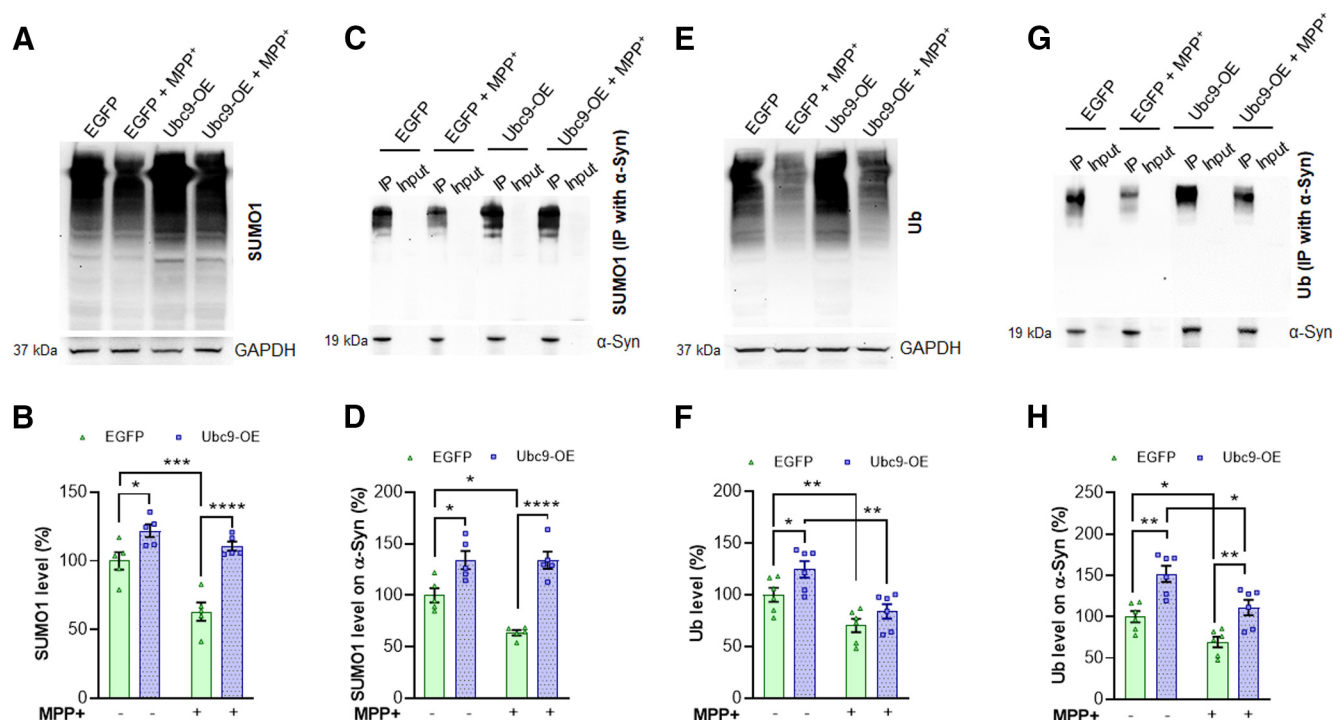 A
EGFP
EGFP + MPP⁺
Ubc9-OE
Ubc9-OE + MPP⁺
SUMO1
37 kDa
GAPDH
C
EGFP
EGFP + MPP⁺
Ubc9-OE
Ubc9-OE + MPP⁺
IP Input IP Input IP Input IP Input
SUMO1 (IP with α-Syn)
19 kDa
α-Syn
E
EGFP
EGFP + MPP⁺
Ubc9-OE
Ubc9-OE + MPP⁺
Ub
37 kDa
GAPDH
G
EGFP
EGFP + MPP⁺
Ubc9-OE
Ubc9-OE + MPP⁺
IP Input IP Input IP Input IP Input
Ub (IP with α-Syn)
19 kDa
α-Syn
B
EGFP Ubc9-OE
SUMO1 level (%)
150
100
50
0
***
*
****
MPP+ - - + +
D
EGFP Ubc9-OE
SUMO1 level on α-Syn (%)
200
150
100
50
0
*
*
****
MPP+ - - + +
F
EGFP Ubc9-OE
Ub level (%)
200
150
100
50
0
**
*
**
MPP+ - - + +
H
EGFP Ubc9-OE
Ub level on α-Syn (%)
250
200
150
100
50
0
*
*
**
**
MPP+ - - + +